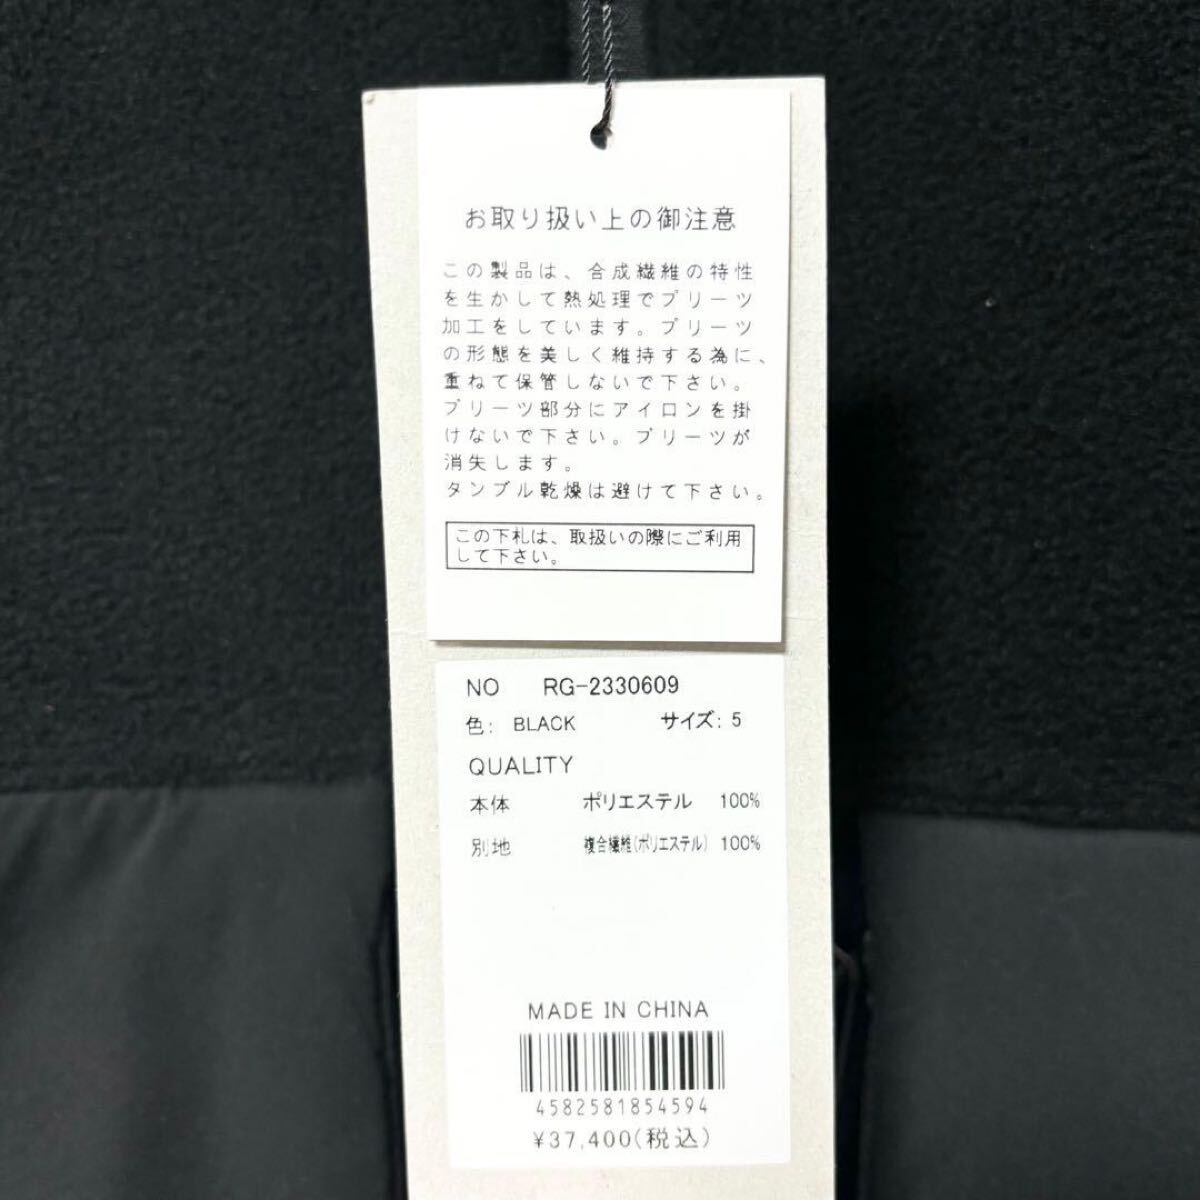 お取り扱い上の御注意
この製品は、合成繊維の特性
を生かして熱処理でプリーツ
加工をしています。プリーツ
の形態を美しく維持する為に、
重ねて保管しないで下さい。
プリーツ部分にアイロンを掛
けないで下さい。プリーツが
消失します。
タンブル乾燥は避けて下さい。
この下札は、取扱いの際にご利用
して下さい。
NO RG-2330609
色: BLACK サイズ: 5
QUALITY
本体 ポリエステル 100%
別地 複合繊維(ポリエステル) 100%
MADE IN CHINA
4582581854594
¥37,400(税込)